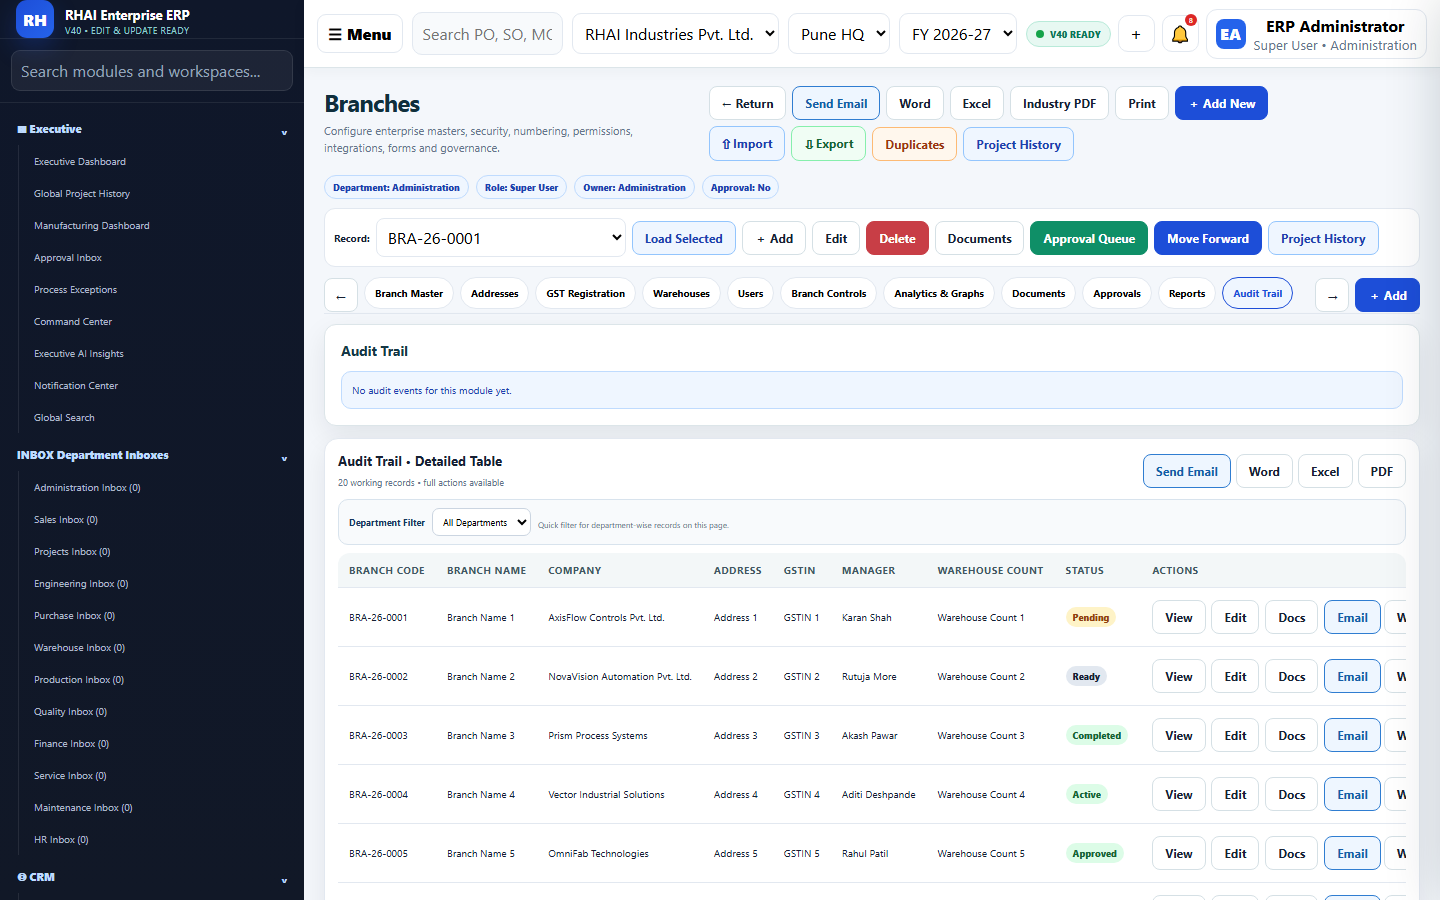 RH
RHAI Enterprise ERP
V40 • EDIT & UPDATE READY
Search modules and workspaces...
Executive
Executive Dashboard
Global Project History
Manufacturing Dashboard
Approval Inbox
Process Exceptions
Command Center
Executive AI Insights
Notification Center
Global Search
INBOX Department Inboxes
Administration Inbox (0)
Sales Inbox (0)
Projects Inbox (0)
Engineering Inbox (0)
Purchase Inbox (0)
Warehouse Inbox (0)
Production Inbox (0)
Quality Inbox (0)
Finance Inbox (0)
Service Inbox (0)
Maintenance Inbox (0)
HR Inbox (0)
CRM
☰ Menu
Search PO, SO, MC
RHAI Industries Pvt. Ltd.
Pune HQ
FY 2026-27
V40 READY
+
8
EA
ERP Administrator
Super User • Administration
Branches
Configure enterprise masters, security, numbering, permissions,
integrations, forms and governance.
← Return
Send Email
Word
Excel
Industry PDF
Print
+ Add New
⇧ Import
⇩ Export
Duplicates
Project History
Department: Administration
Role: Super User
Owner: Administration
Approval: No
Record:
BRA-26-0001
Load Selected
+ Add
Edit
Delete
Documents
Approval Queue
Move Forward
Project History
←
Branch Master
Addresses
GST Registration
Warehouses
Users
Branch Controls
Analytics & Graphs
Documents
Approvals
Reports
Audit Trail
→
+ Add
Audit Trail
No audit events for this module yet.
Audit Trail • Detailed Table
20 working records • full actions available
Send Email
Word
Excel
PDF
Department Filter
All Departments
Quick filter for department-wise records on this page.
BRANCH CODE BRANCH NAME COMPANY ADDRESS GSTIN MANAGER WAREHOUSE COUNT STATUS ACTIONS
BRA-26-0001 Branch Name 1 AxisFlow Controls Pvt. Ltd. Address 1 GSTIN 1 Karan Shah Warehouse Count 1 Pending View Edit Docs Email W
BRA-26-0002 Branch Name 2 NovaVision Automation Pvt. Ltd. Address 2 GSTIN 2 Rutuja More Warehouse Count 2 Ready View Edit Docs Email W
BRA-26-0003 Branch Name 3 Prism Process Systems Address 3 GSTIN 3 Akash Pawar Warehouse Count 3 Completed View Edit Docs Email W
BRA-26-0004 Branch Name 4 Vector Industrial Solutions Address 4 GSTIN 4 Aditi Deshpande Warehouse Count 4 Active View Edit Docs Email W
BRA-26-0005 Branch Name 5 OmniFab Technologies Address 5 GSTIN 5 Rahul Patil Warehouse Count 5 Approved View Edit Docs Email W